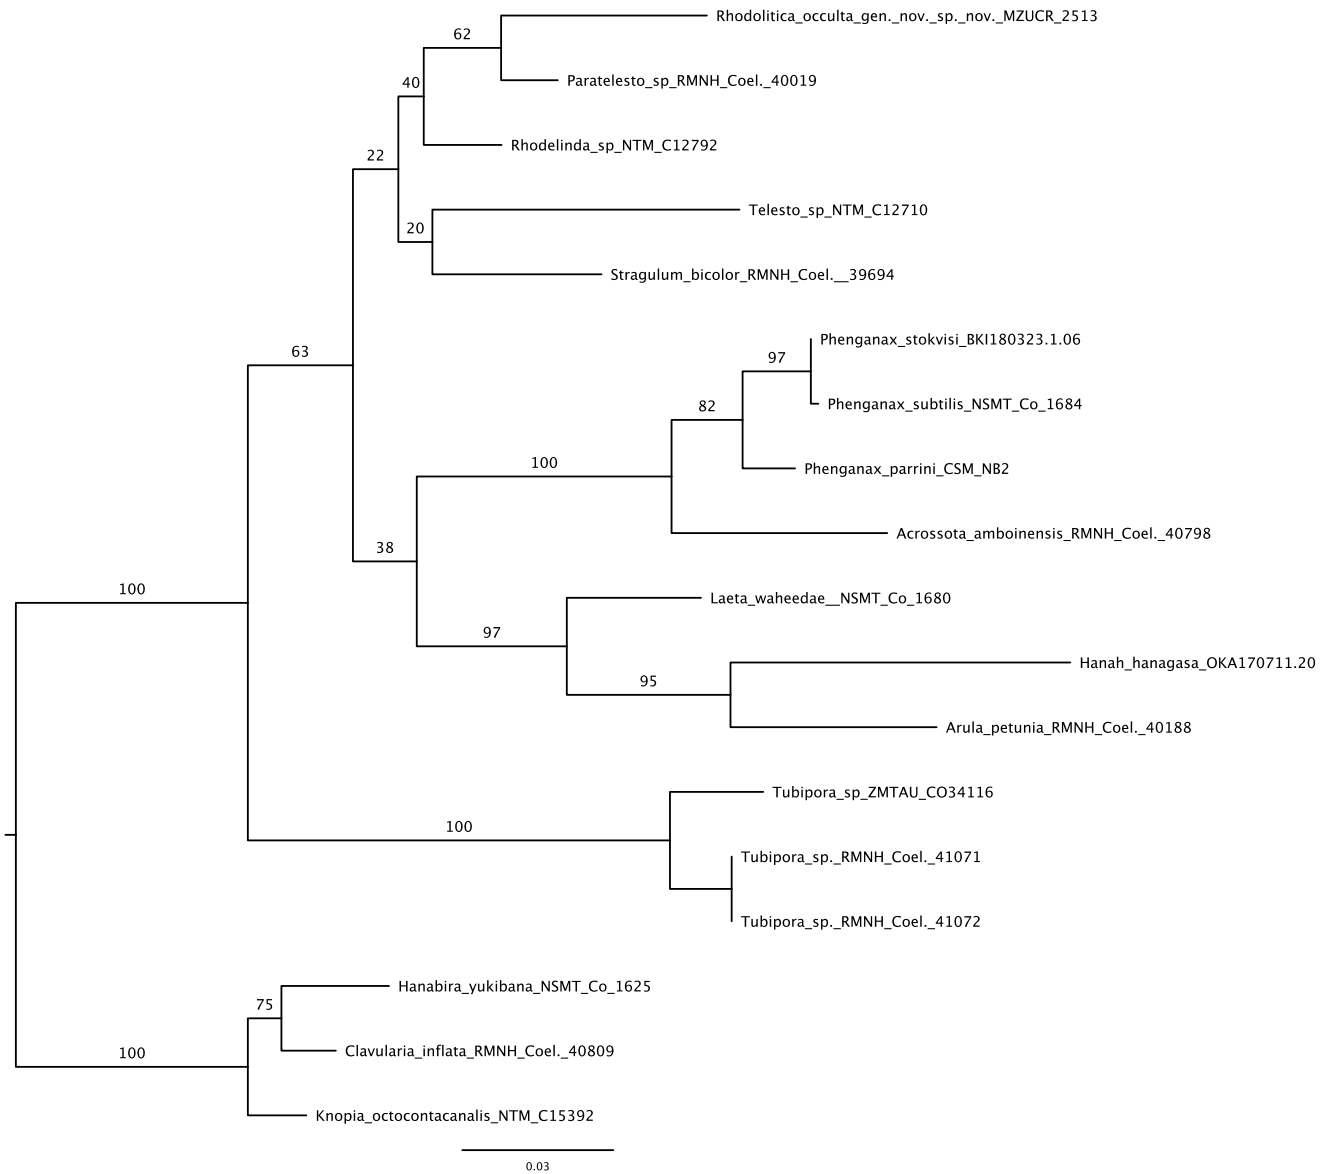 Rhodolitica_occulta_gen._nov._sp._nov._MZUCR_2513
62
Paratelesto_sp_RMNH_Coel._40019
40
Rhodelinda_sp_NTM_C12792
22
Telesto_sp_NTM_C12710
20
Stragulum_bicolor_RMNH_Coel.__39694
Phenganax_stokvisi_BKI180323.1.06
63
97
Phenganax_subtilis_NSMT_Co_1684
82
Phenganax_parrini_CSM_NB2
100
Acrossota_amboinensis_RMNH_Coel._40798
38
100
Laeta_waheedae__NSMT_Co_1680
97
Hanah_hanagasa_OKA170711.20
95
Arula_petunia_RMNH_Coel._40188
Tubipora_sp_ZMTAU_CO34116
100
Tubipora_sp._RMNH_Coel._41071
Tubipora_sp._RMNH_Coel._41072
Hanabira_yukibana_NSMT_Co_1625
75
Clavularia_inflata_RMNH_Coel._40809
100
Knopia_octocontacanalis_NTM_C15392
0.03